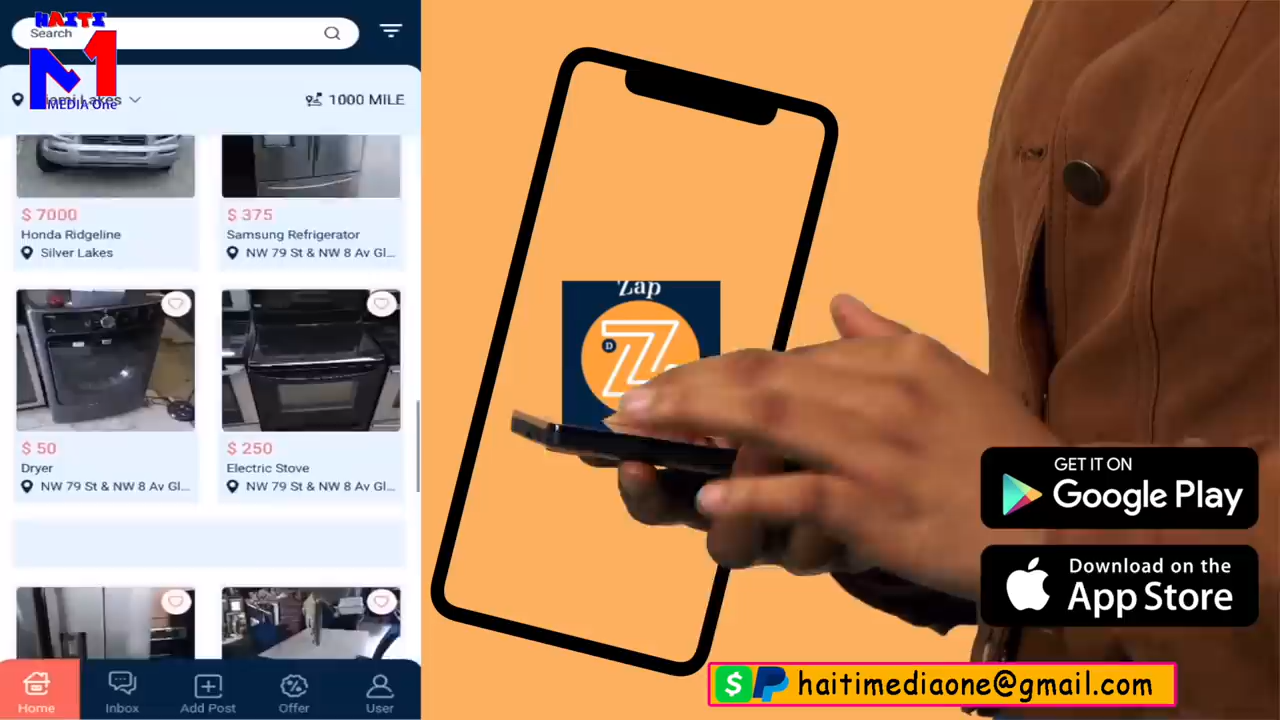 HAITI
Search
M1
MEDIA One
Miami Lakes
1000 MILE
$ 7000
Honda Ridgeline
Silver Lakes
$ 375
Samsung Refrigerator
NW 79 St & NW 8 Av Gl...
$ 50
Dryer
NW 79 St & NW 8 Av Gl...
$ 250
Electric Stove
NW 79 St & NW 8 Av Gl...
Home
Inbox
Add Post
Offer
User
Zap
D
Z
GET IT ON
Google Play
Download on the
App Store
$ P haitimediaone@gmail.com